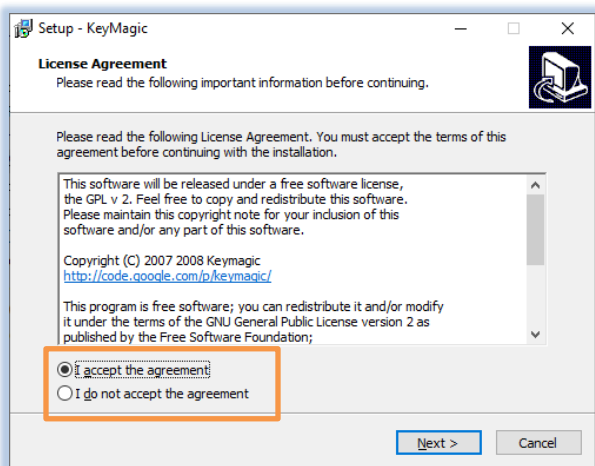 Setup - KeyMagic
License Agreement
Please read the following important information before continuing.
Please read the following License Agreement. You must accept the terms of this
agreement before continuing with the installation.
This software will be released under a free software license,
the GPL v 2. Feel free to copy and redistribute this software.
Please maintain this copyright note for your inclusion of this
software and/or any part of this software.
Copyright (C) 2007 2008 Keymagic
http://code.google.com/p/keymagic/
This program is free software; you can redistribute it and/or modify
it under the terms of the GNU General Public License version 2 as
published by the Free Software Foundation;
I accept the agreement
I do not accept the agreement
Next >
Cancel